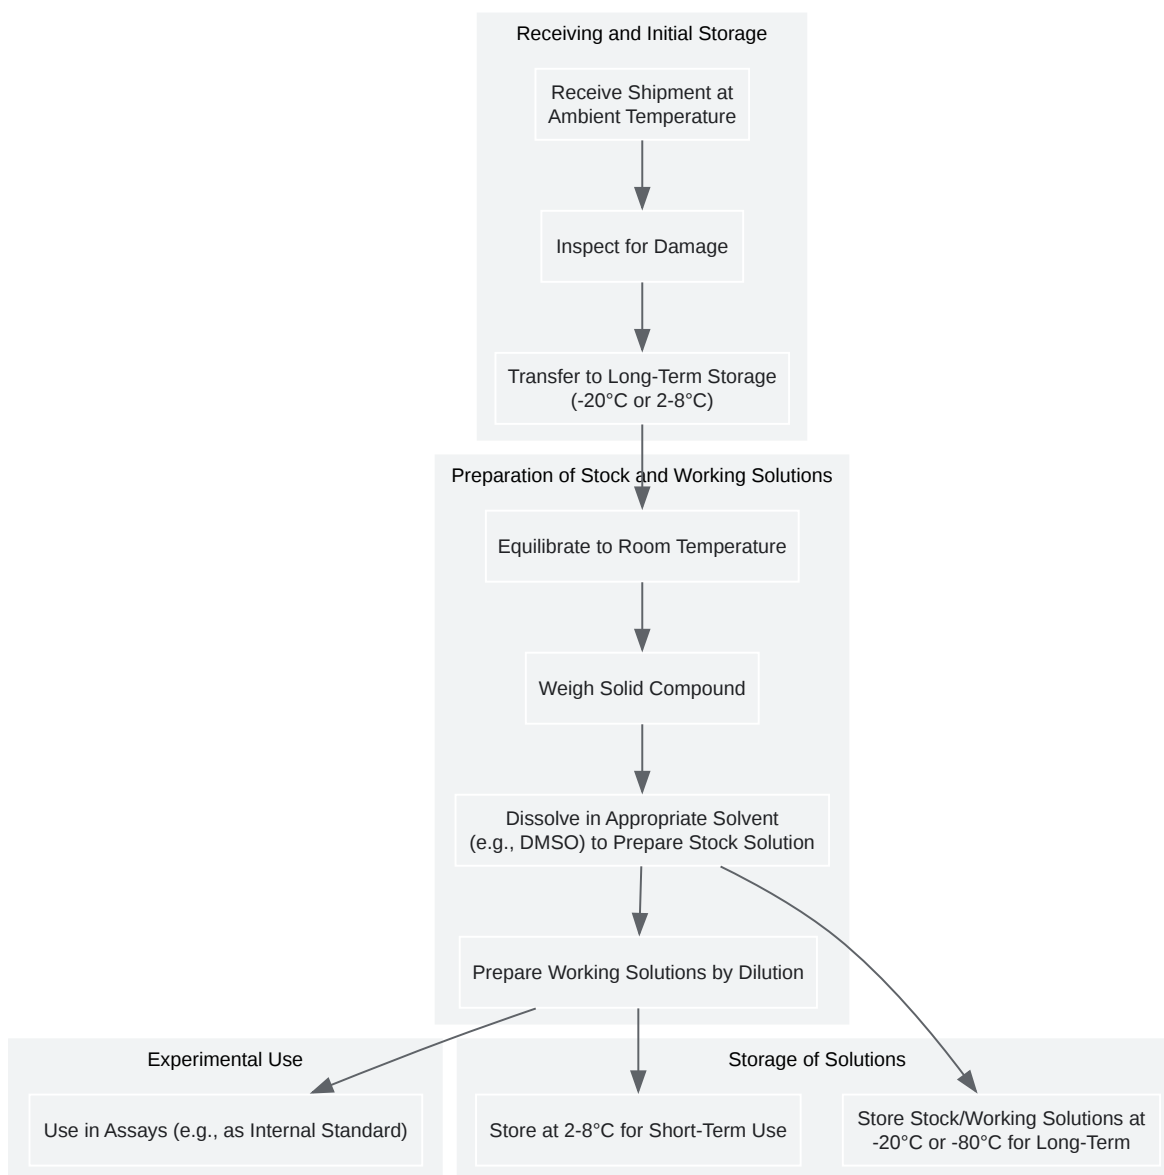 Receiving and Initial Storage
Receive Shipment at
Ambient Temperature
Inspect for Damage
Transfer to Long-Term Storage
(-20°C or 2-8°C)
Preparation of Stock and Working Solutions
Equilibrate to Room Temperature
Weigh Solid Compound
Dissolve in Appropriate Solvent
(e.g., DMSO) to Prepare Stock Solution
Prepare Working Solutions by Dilution
Experimental Use
Use in Assays (e.g., as Internal Standard)
Storage of Solutions
Store at 2-8°C for Short-Term Use
Store Stock/Working Solutions at
-20°C or -80°C for Long-Term